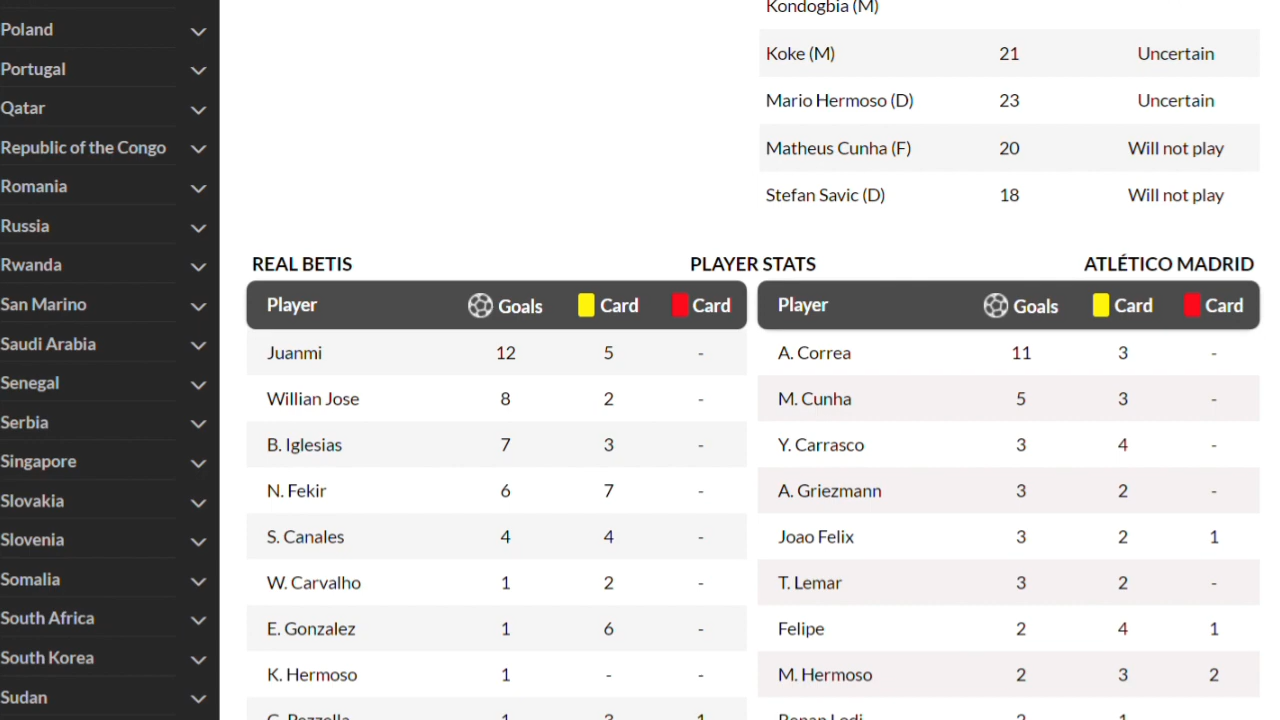 Poland
Portugal
Qatar
Republic of the Congo
Romania
Russia
Rwanda
San Marino
Saudi Arabia
Senegal
Serbia
Singapore
Slovakia
Slovenia
Somalia
South Africa
South Korea
Sudan
Kondogbia (M)
Koke (M) 21 Uncertain
Mario Hermoso (D) 23 Uncertain
Matheus Cunha (F) 20 Will not play
Stefan Savic (D) 18 Will not play
REAL BETIS PLAYER STATS ATLÉTICO MADRID
Player Goals Card Card Player Goals Card Card
Juanmi 12 5 - A. Correa 11 3 -
Willian Jose 8 2 - M. Cunha 5 3 -
B. Iglesias 7 3 - Y. Carrasco 3 4 -
N. Fekir 6 7 - A. Griezmann 3 2 -
S. Canales 4 4 - Joao Felix 3 2 1
W. Carvalho 1 2 - T. Lemar 3 2 -
E. Gonzalez 1 6 - Felipe 2 4 1
K. Hermoso 1 - - M. Hermoso 2 3 2